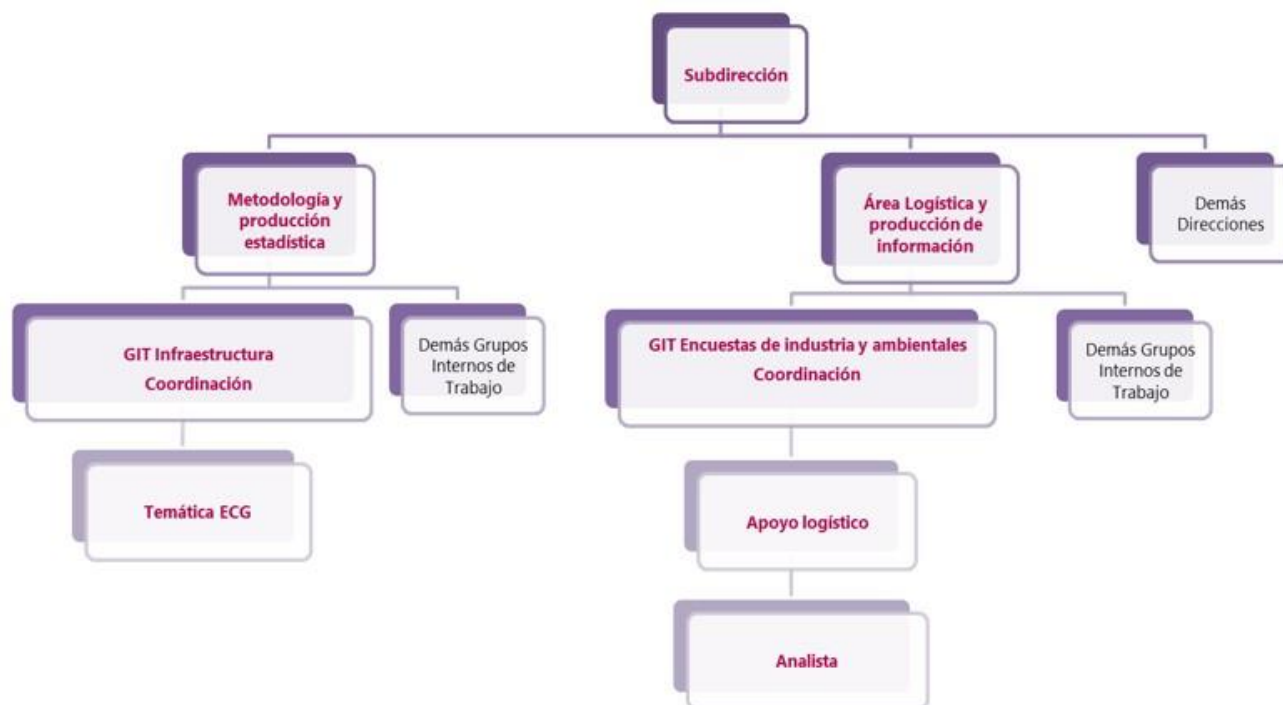 Subdirección
Metodología y
producción
estadística
Área Logística y
producción de
información
Demás
Direcciones
GIT Infraestructura
Coordinación
Demás Grupos
Internos de
Trabajo
GIT Encuestas de industria y ambientales
Coordinación
Demás Grupos
Internos de
Trabajo
Temática ECG
Apoyo logístico
Analista